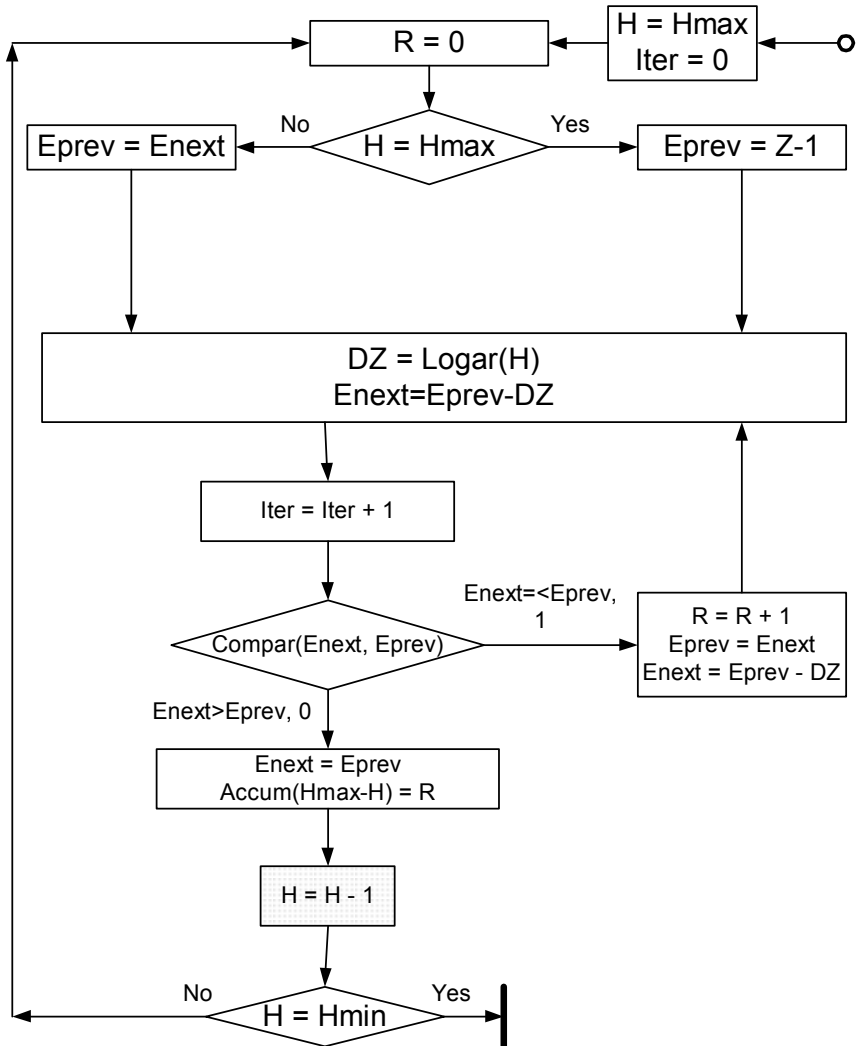 R = 0
H = Hmax
Iter = 0
No
H = Hmax
Yes
Eprev = Enext
Eprev = Z-1
DZ = Logar(H)
Enext=Eprev-DZ
Iter = Iter + 1
Enext=<Eprev,
1
Compar(Enext, Eprev)
R = R + 1
Eprev = Enext
Enext = Eprev - DZ
Enext>Eprev, 0
Enext = Eprev
Accum(Hmax-H) = R
H = H - 1
No
H = Hmin
Yes